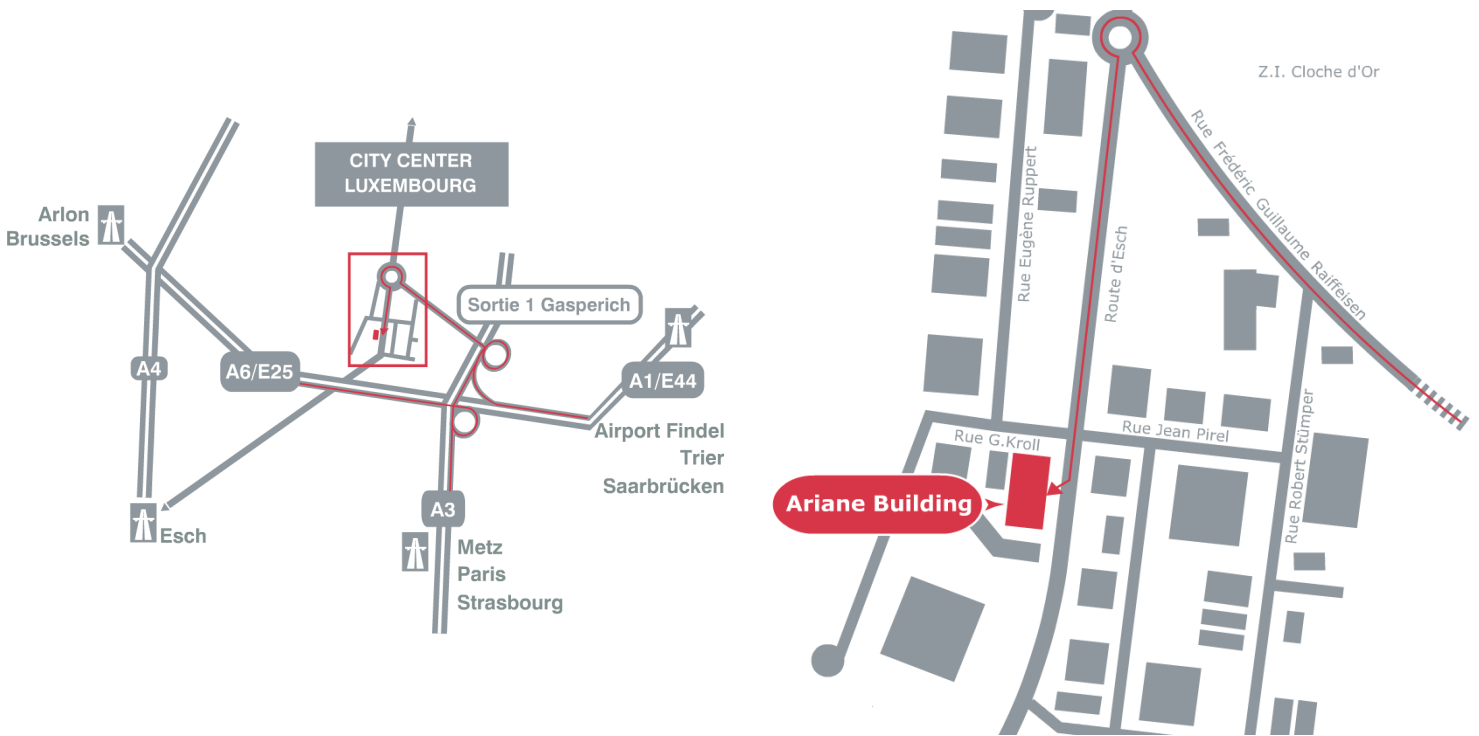 CITY CENTER
LUXEMBOURG
Arlon
Brussels
Sortie 1 Gasperich
A4
A6/E25
A1/E44
Airport Findel
Trier
Saarbrücken
A3
Esch
Metz
Paris
Strasbourg
Z.I. Cloche d'Or
Rue Frédéric Guillaume Raiffeisen
Rue Eugène Ruppert
Route d'Esch
Rue G.Kroll
Rue Jean Pirel
Rue Robert Stümper
Ariane Building